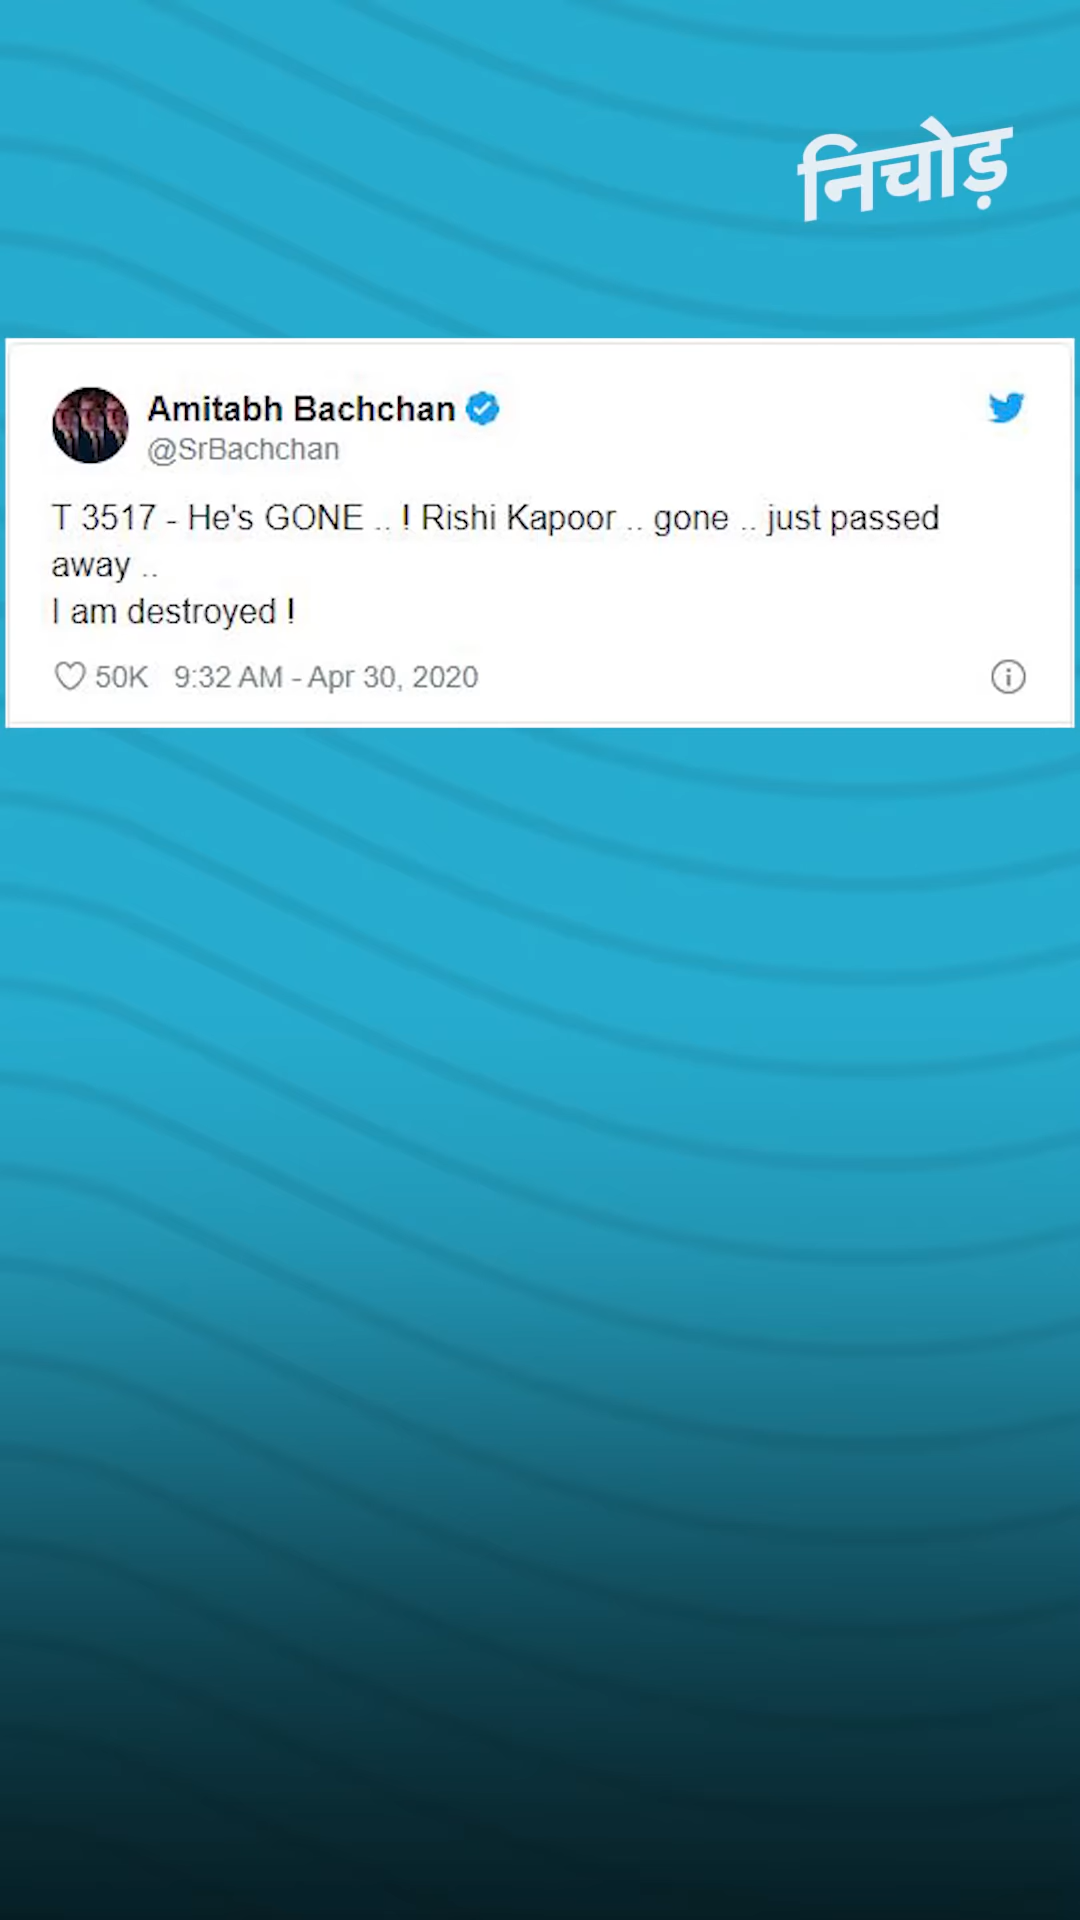 निचोड़
Amitabh Bachchan
@SrBachchan
T 3517 - He's GONE .. ! Rishi Kapoor .. gone .. just passed
away ..
I am destroyed !
50K 9:32 AM - Apr 30, 2020